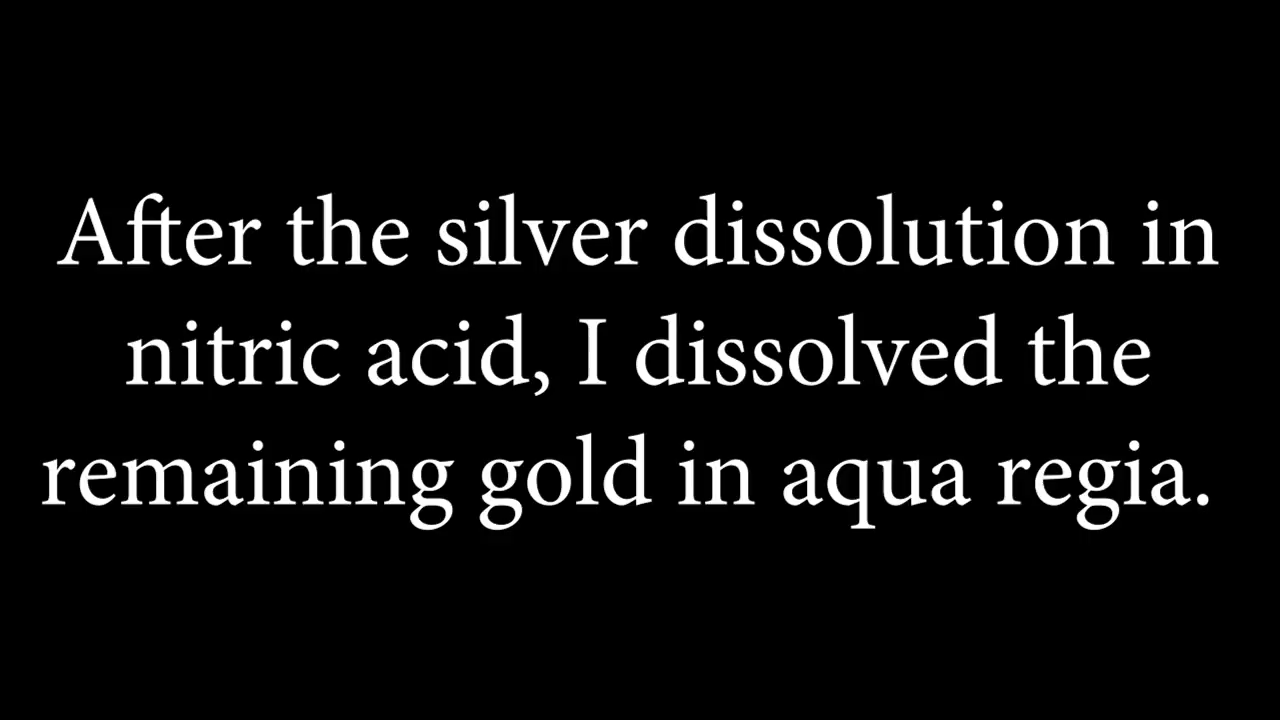 After the silver dissolution in
nitric acid, I dissolved the
remaining gold in aqua regia.